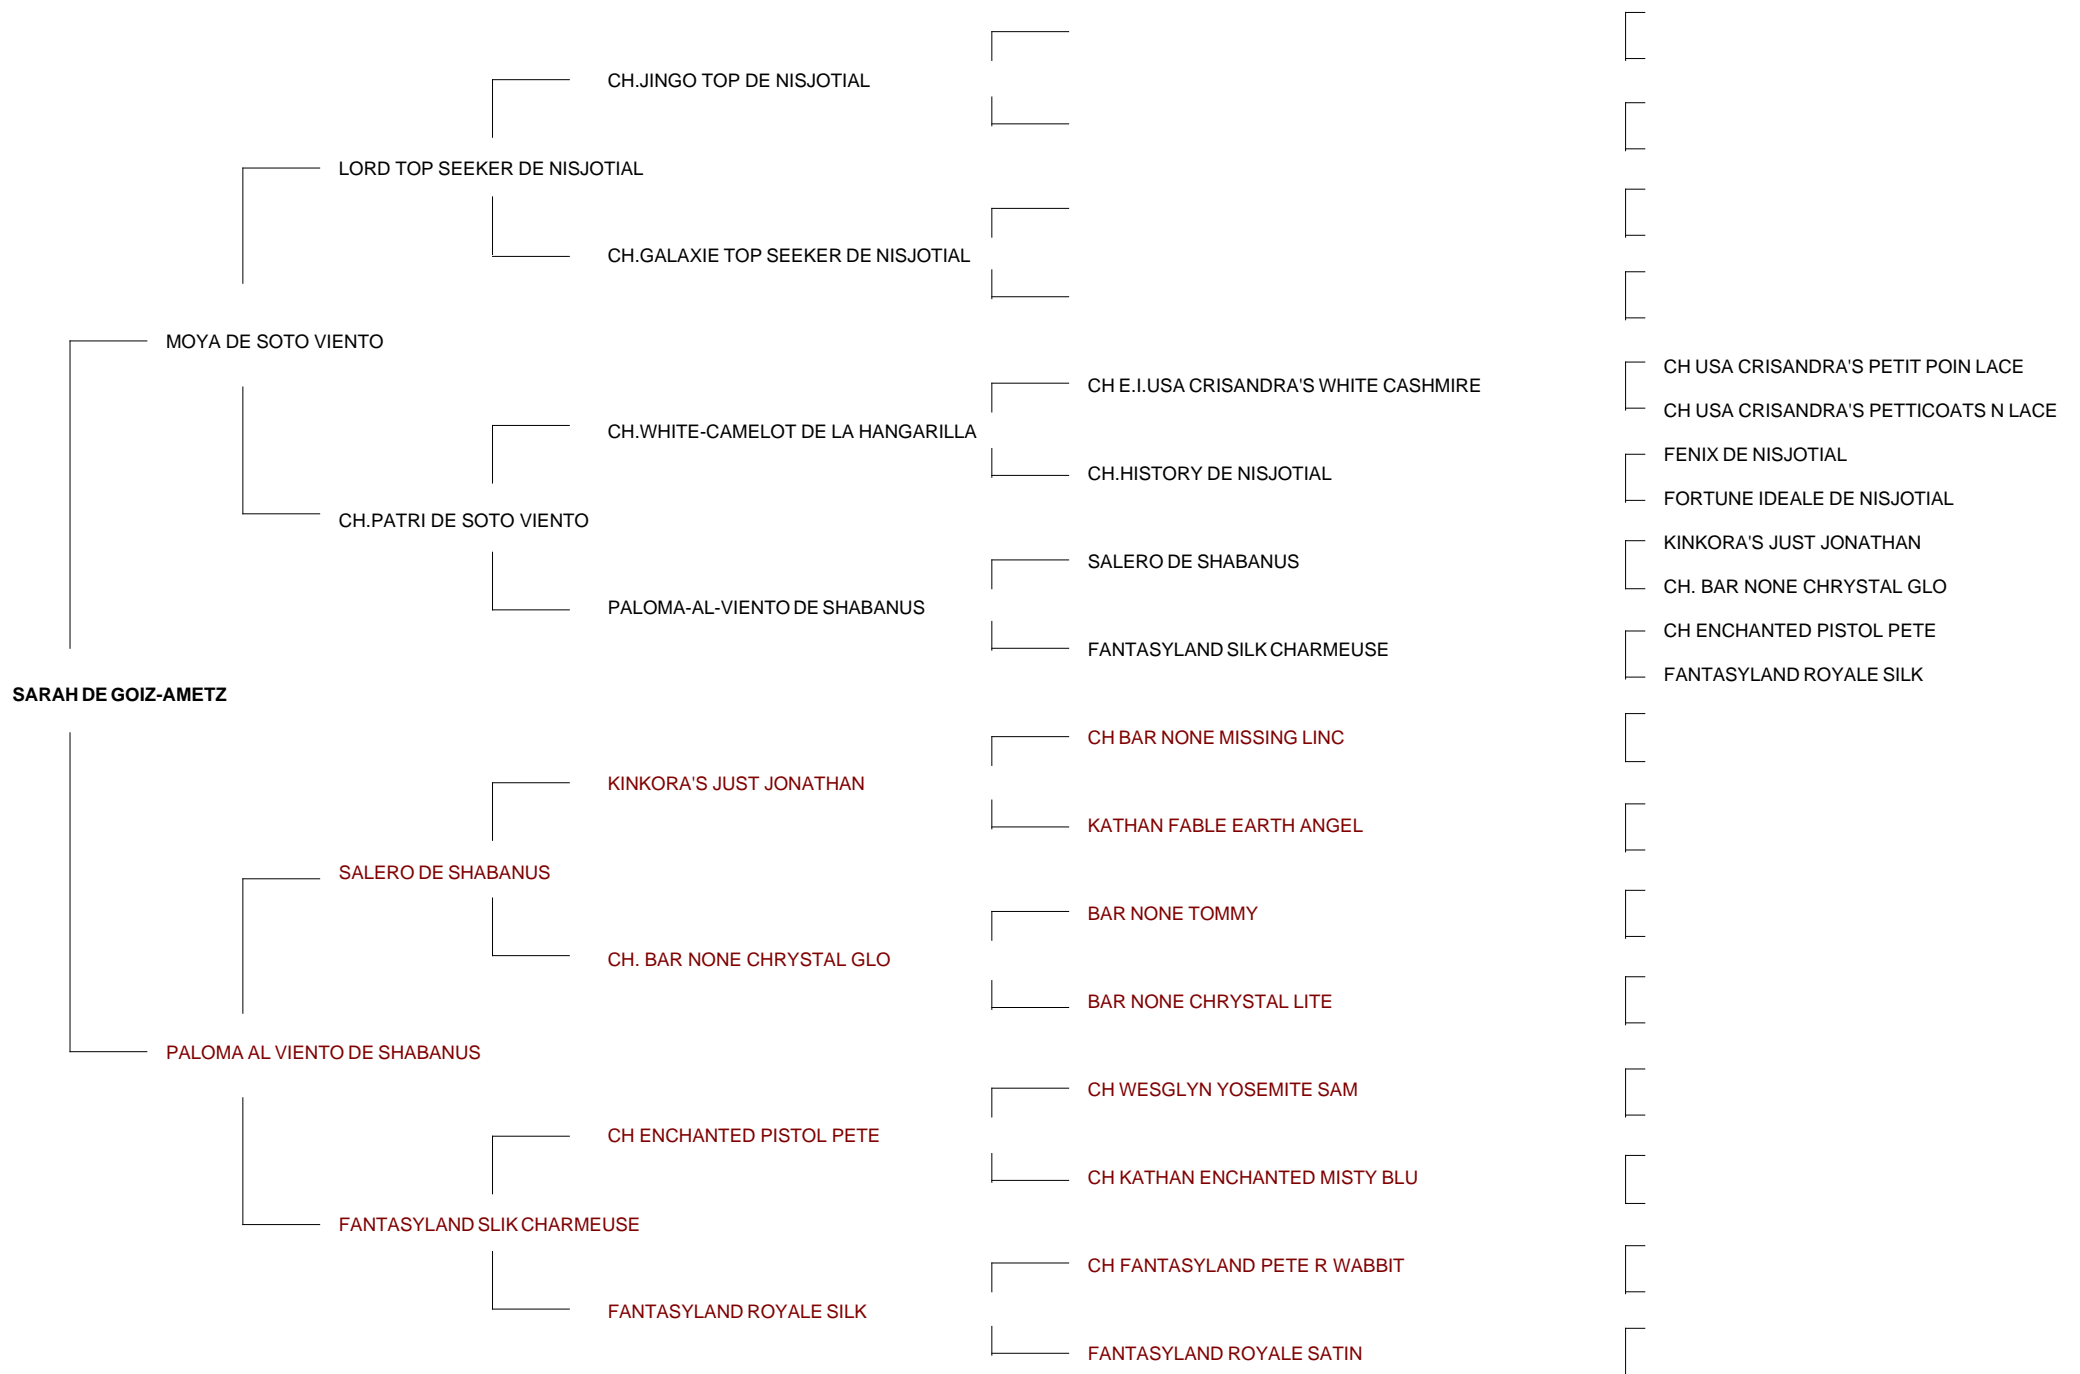 CH.JINGO TOP DE NISJOTIAL
LORD TOP SEEKER DE NISJOTIAL
CH.GALAXIE TOP SEEKER DE NISJOTIAL
MOYA DE SOTO VIENTO
CH USA CRISANDRA'S PETIT POIN LACE
CH E.I.USA CRISANDRA'S WHITE CASHMIRE
CH USA CRISANDRA'S PETTICOATS N LACE
CH.WHITE-CAMELOT DE LA HANGARILLA
FENIX DE NISJOTIAL
CH.HISTORY DE NISJOTIAL
FORTUNE IDEALE DE NISJOTIAL
CH.PATRI DE SOTO VIENTO
KINKORA'S JUST JONATHAN
SALERO DE SHABANUS
CH. BAR NONE CHRYSTAL GLO
PALOMA-AL-VIENTO DE SHABANUS
CH ENCHANTED PISTOL PETE
FANTASYLAND SILK CHARMEUSE
FANTASYLAND ROYALE SILK
SARAH DE GOIZ-AMETZ
CH BAR NONE MISSING LINC
KINKORA'S JUST JONATHAN
KATHAN FABLE EARTH ANGEL
SALERO DE SHABANUS
BAR NONE TOMMY
CH. BAR NONE CHRYSTAL GLO
BAR NONE CHRYSTAL LITE
PALOMA AL VIENTO DE SHABANUS
CH WESGLYN YOSEMITE SAM
CH ENCHANTED PISTOL PETE
CH KATHAN ENCHANTED MISTY BLU
FANTASYLAND SLIK CHARMEUSE
CH FANTASYLAND PETE R WABBIT
FANTASYLAND ROYALE SILK
FANTASYLAND ROYALE SATIN